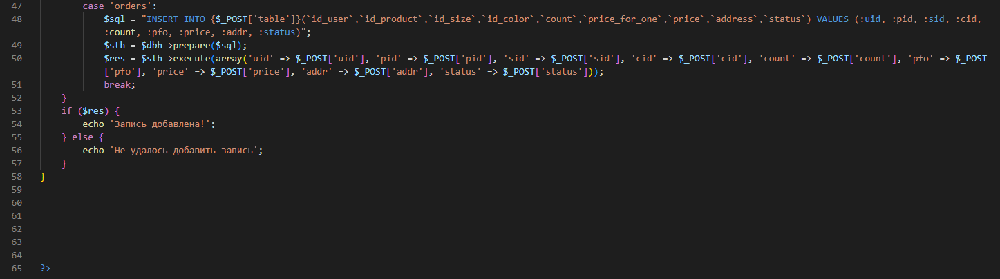 47 case 'orders':
48 $sql = "INSERT INTO {$_POST['table']}(`id_user`,`id_product`,`id_size`,`id_color`,`count`,`price_for_one`,`price`,`address`,`status`) VALUES (:uid, :pid, :sid, :cid,
:count, :pfo, :price, :addr, :status)";
49 $sth = $dbh->prepare($sql);
50 $res = $sth->execute(array('uid' => $_POST['uid'], 'pid' => $_POST['pid'], 'sid' => $_POST['sid'], 'cid' => $_POST['cid'], 'count' => $_POST['count'], 'pfo' => $_POST
['pfo'], 'price' => $_POST['price'], 'addr' => $_POST['addr'], 'status' => $_POST['status']));
51 break;
52 }
53 if ($res) {
54 echo 'Запись добавлена!';
55 } else {
56 echo 'Не удалось добавить запись';
57 }
58 }
59
60
61
62
63
64
65 ?>